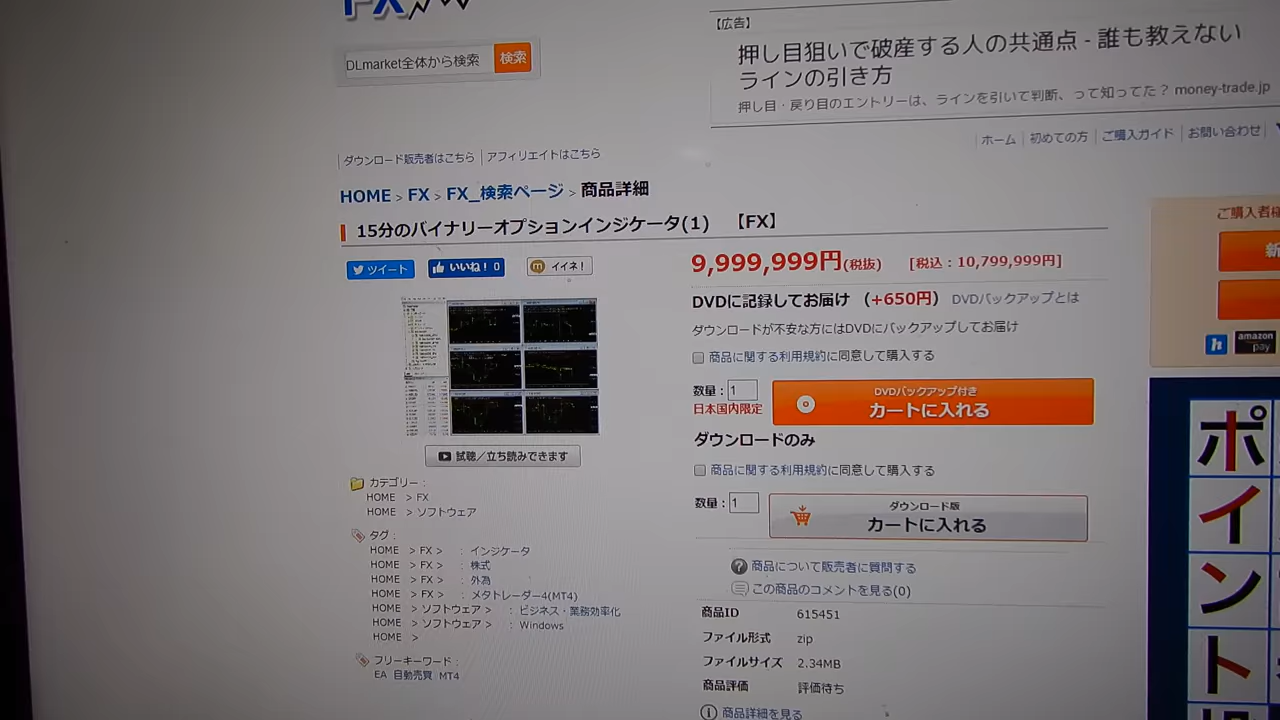 FX
【広告】
押し目狙いで破産する人の共通点 - 誰も教えない
ラインの引き方
押し目・戻り目のエントリーは、ラインを引いて判断、って知ってた？ money-trade.jp
DLmarket全体から検索 検索
ホーム 初めての方 ご購入ガイド お問い合わせ
ダウンロード販売者はこちら アフィリエイトはこちら
HOME > FX > FX_検索ページ > 商品詳細
15分のバイナリーオプションインジケータ(1) 【FX】
ツイート いいね！ 0 イイネ！
9,999,999円(税抜) [税込：10,799,999円]
DVDに記録してお届け （+650円） DVDバックアップとは
ダウンロードが不安な方にはDVDにバックアップしてお届け
商品に関する利用規約に同意して購入する
数量： 1
日本国内限定
DVDバックアップ付き
カートに入れる
ダウンロードのみ
商品に関する利用規約に同意して購入する
数量： 1
ダウンロード版
カートに入れる
商品について販売者に質問する
この商品のコメントを見る(0)
商品ID 615451
ファイル形式 zip
ファイルサイズ 2.34MB
商品評価 評価待ち
商品詳細を見る
試聴／立ち読みできます
カテゴリー：
HOME > FX
HOME > ソフトウェア
タグ：
HOME > FX > ： インジケータ
HOME > FX > ： 株式
HOME > FX > ： 外為
HOME > FX > ： メタトレーダー4(MT4)
HOME > ソフトウェア > ： ビジネス・業務効率化
HOME > ソフトウェア > ： Windows
HOME >
フリーキーワード：
EA 自動売買 MT4
ご購入者様
新
amazon
pay
ポイント